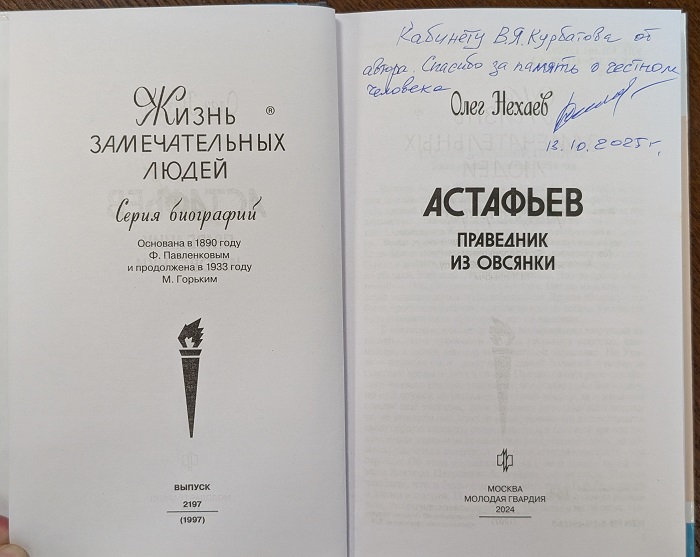 Жизнь ®
ЗАМЕЧАТЕЛЬНЫХ
ЛЮДЕЙ
Серия биографий
Основана в 1890 году
Ф. Павленковым
и продолжена в 1933 году
М. Горьким
ВЫПУСК
2197
(1997)
Кабинету В.Я. Курбатова от
автора. Спасибо за память о честном
человеке
Олег Нехаев
13.10.2025 г.
АСТАФЬЕВ
ПРАВЕДНИК
ИЗ ОВСЯНКИ
МОСКВА
МОЛОДАЯ ГВАРДИЯ
2024